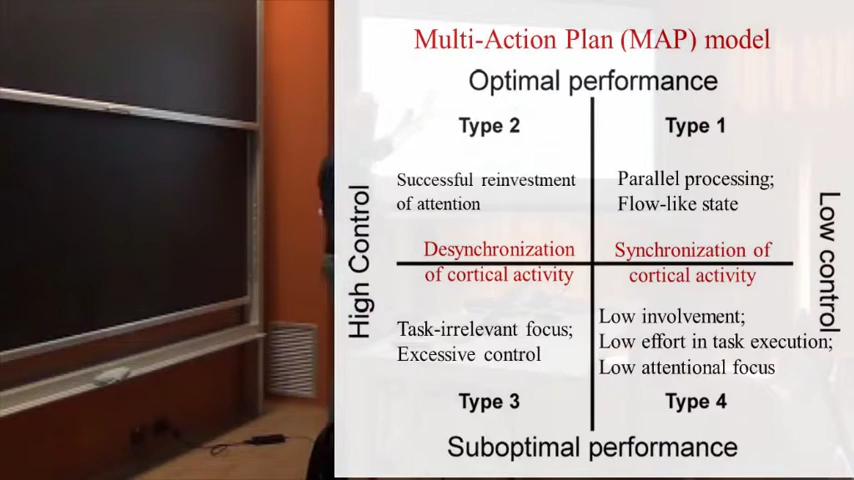 Multi-Action Plan (MAP) model
Optimal performance
Type 2
Type 1
Successful reinvestment
of attention
Parallel processing;
Flow-like state
High Control
Low control
Desynchronization
of cortical activity
Synchronization of
cortical activity
Task-irrelevant focus;
Excessive control
Low involvement;
Low effort in task execution;
Low attentional focus
Type 3
Type 4
Suboptimal performance